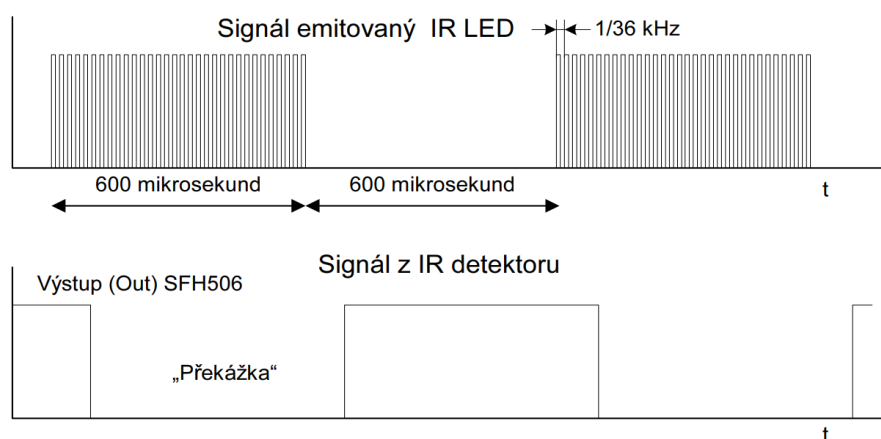 Signál emitovaný IR LED
1/36 kHz
600 mikrosekund
600 mikrosekund
t
Signál z IR detektoru
Výstup (Out) SFH506
„Překážka“
t